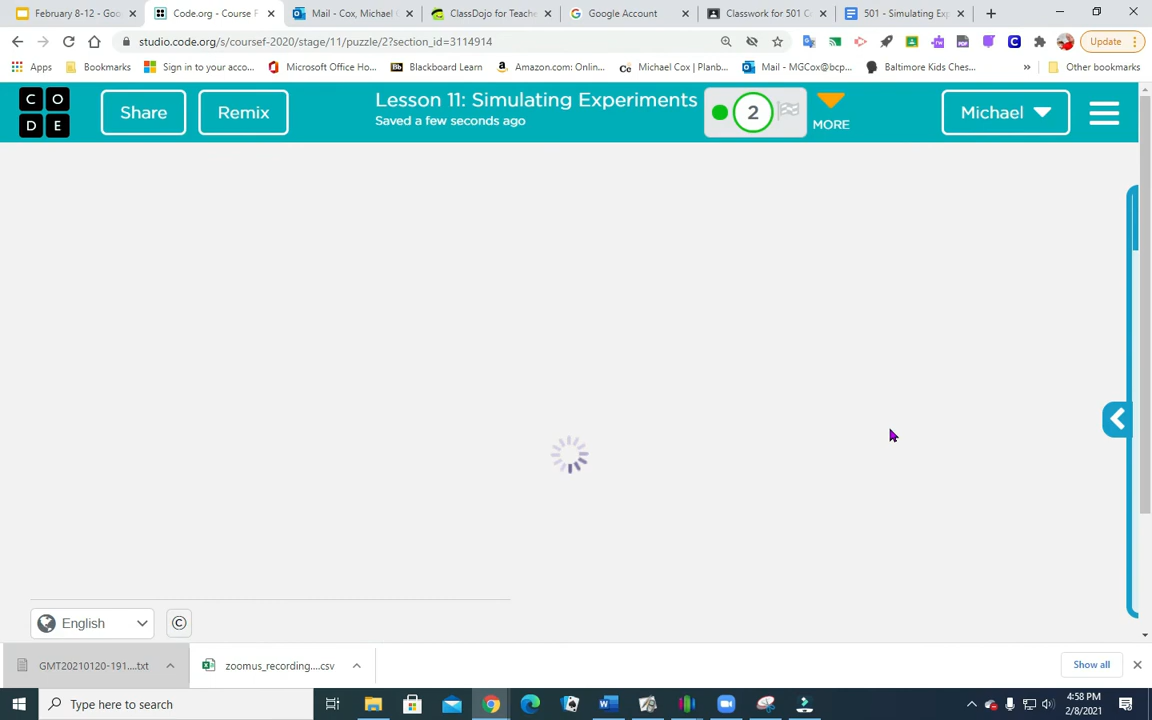 February 8-12 - Goo
Code.org - Course F
Mail - Cox, Michael
ClassDojo for Teache
Google Account
Classwork for 501 C
501 - Simulating Exp
studio.code.org/s/coursef-2020/stage/11/puzzle/2?section_id=3114914
Update
Apps
Bookmarks
Sign in to your acco...
Microsoft Office Ho...
Blackboard Learn
Amazon.com: Onlin...
Michael Cox | Planb...
Mail - MGCox@bcp...
Baltimore Kids Ches...
Other bookmarks
CODE
Share
Remix
Lesson 11: Simulating Experiments
Saved a few seconds ago
2
MORE
Michael
English
©
GMT20210120-191....txt
zoomus_recording....csv
Show all
Type here to search
4:58 PM
2/8/2021